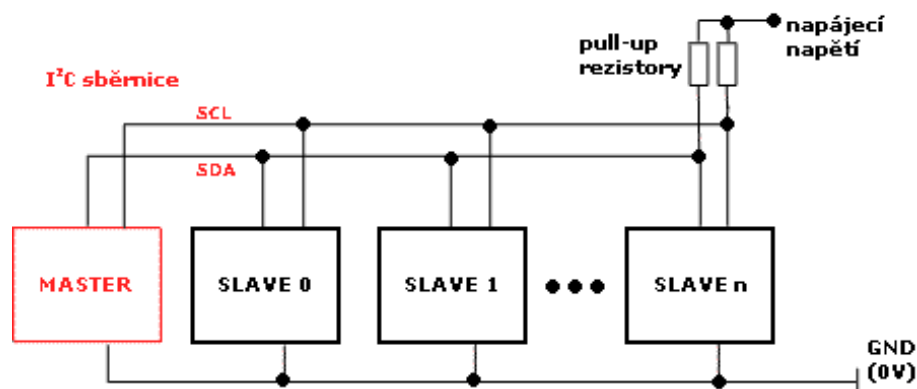 napájecí
napětí
pull-up
rezistory
I²C sběrnice
SCL
SDA
MASTER
SLAVE 0
SLAVE 1
SLAVE n
GND
(0V)